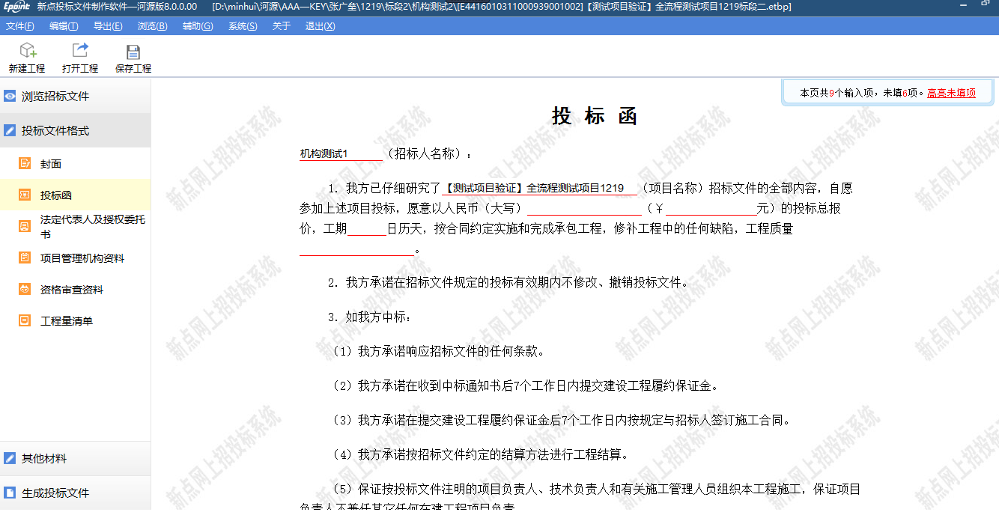 Epoint 新点投标文件制作软件—河源版8.0.0.00 [D:\minhui\河源\AAA—KEY\张广垒\1219\标段2\机构测试2\[E4416010311000939001002]【测试项目验证】全流程测试项目1219标段二.etbp]
文件(F) 编辑(T) 导出(E) 浏览(B) 辅助(G) 系统(S) 关于 退出(X)
新建工程 打开工程 保存工程
浏览招标文件
投标文件格式
封面
投标函
法定代表人及授权委托
书
项目管理机构资料
资格审查资料
工程量清单
其他材料
生成投标文件
本页共9个输入项，未填6项。高亮未填项
投 标 函
机构测试1 （招标人名称）：
1. 我方已仔细研究了【测试项目验证】全流程测试项目1219 （项目名称）招标文件的全部内容，自愿
参加上述项目投标，愿意以人民币（大写） （￥ 元）的投标总报
价，工期 日历天，按合同约定实施和完成承包工程，修补工程中的任何缺陷，工程质量
。
2. 我方承诺在招标文件规定的投标有效期内不修改、撤销投标文件。
3. 如我方中标：
（1）我方承诺响应招标文件的任何条款。
（2）我方承诺在收到中标通知书后7个工作日内提交建设工程履约保证金。
（3）我方承诺在提交建设工程履约保证金后7个工作日内按规定与招标人签订施工合同。
（4）我方承诺按招标文件约定的结算方法进行工程结算。
（5）保证按投标文件注明的项目负责人、技术负责人和有关施工管理人员组织本工程施工，保证项目
负责人不兼任其它任何在建工程项目负责
新点网上招投标系统